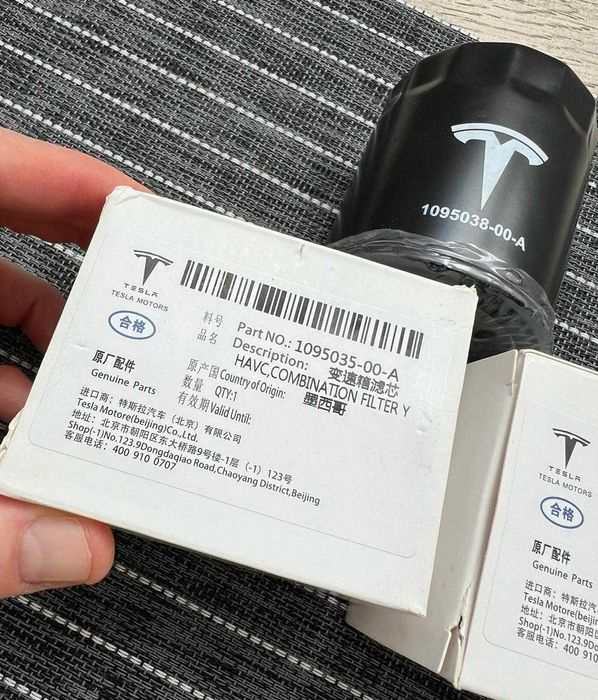 1095038-00-A
TESLA
TESLA MOTORS
合格
原厂配件
Genuine Parts
料号 Part NO.: 1095035-00-A
品名 Description: 变速箱滤芯
HAVC,COMBINATION FILTER Y
原产国 Country of Origin: 墨西哥
数量 QTY:1
有效期 Valid Until:
进口商：特斯拉汽车（北京）有限公司
Tesla Motore(beijing)Co.,Ltd.
地址：北京市朝阳区东大桥路9号楼-1层（-1）123号
Shop(-1)No.123.9Dongdaqiao Road,Chaoyang District,Beijing
客服电话：400 910 0707
TESLA
TESLA MOTORS
合格
原厂配件
Genuine Parts
进口商：特斯拉汽
Tesla Motore(beijin
地址：北京市朝阳
Shop(-1)No.123.9
客服电话：400 9